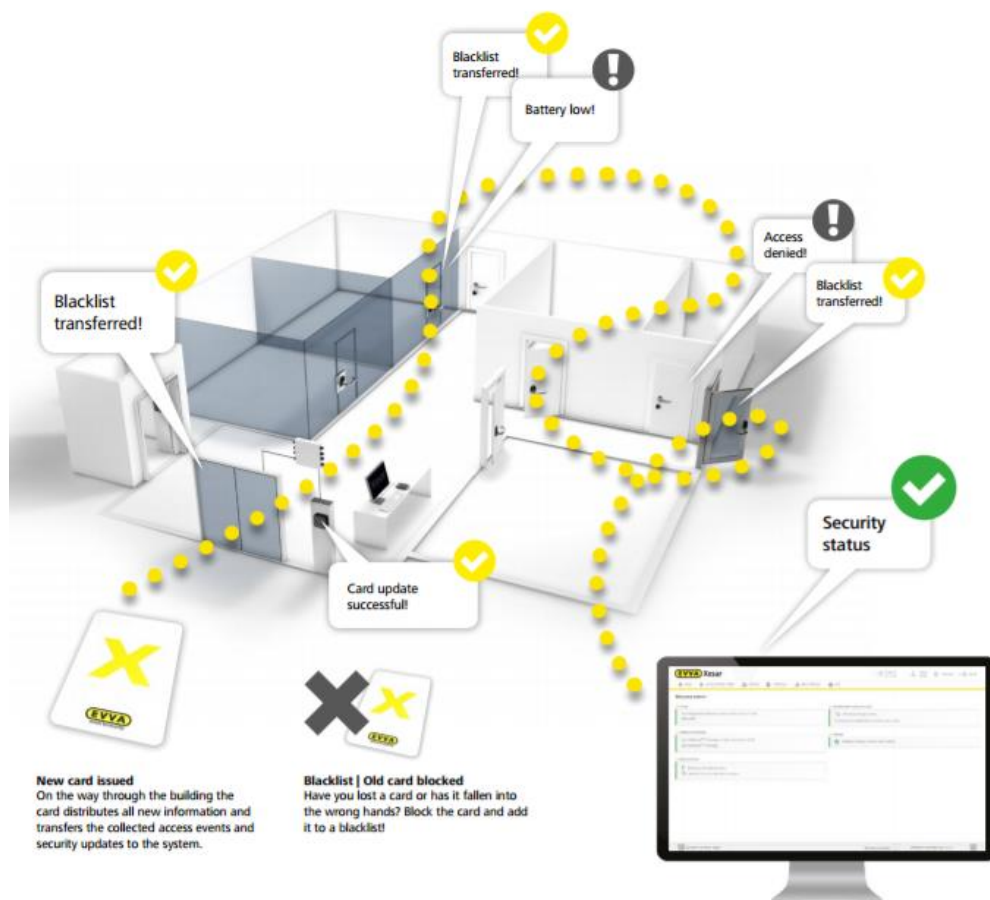 Blacklist
transferred!
Battery low!
Access
denied!
Blacklist
transferred!
Blacklist
transferred!
Security
status
Card update
successful!
X
EVVA
X
EVVA
EVVA Xesar
New card issued
On the way through the building the
card distributes all new information and
transfers the collected access events and
security updates to the system.
Blacklist | Old card blocked
Have you lost a card or has it fallen into
the wrong hands? Block the card and add
it to a blacklist!